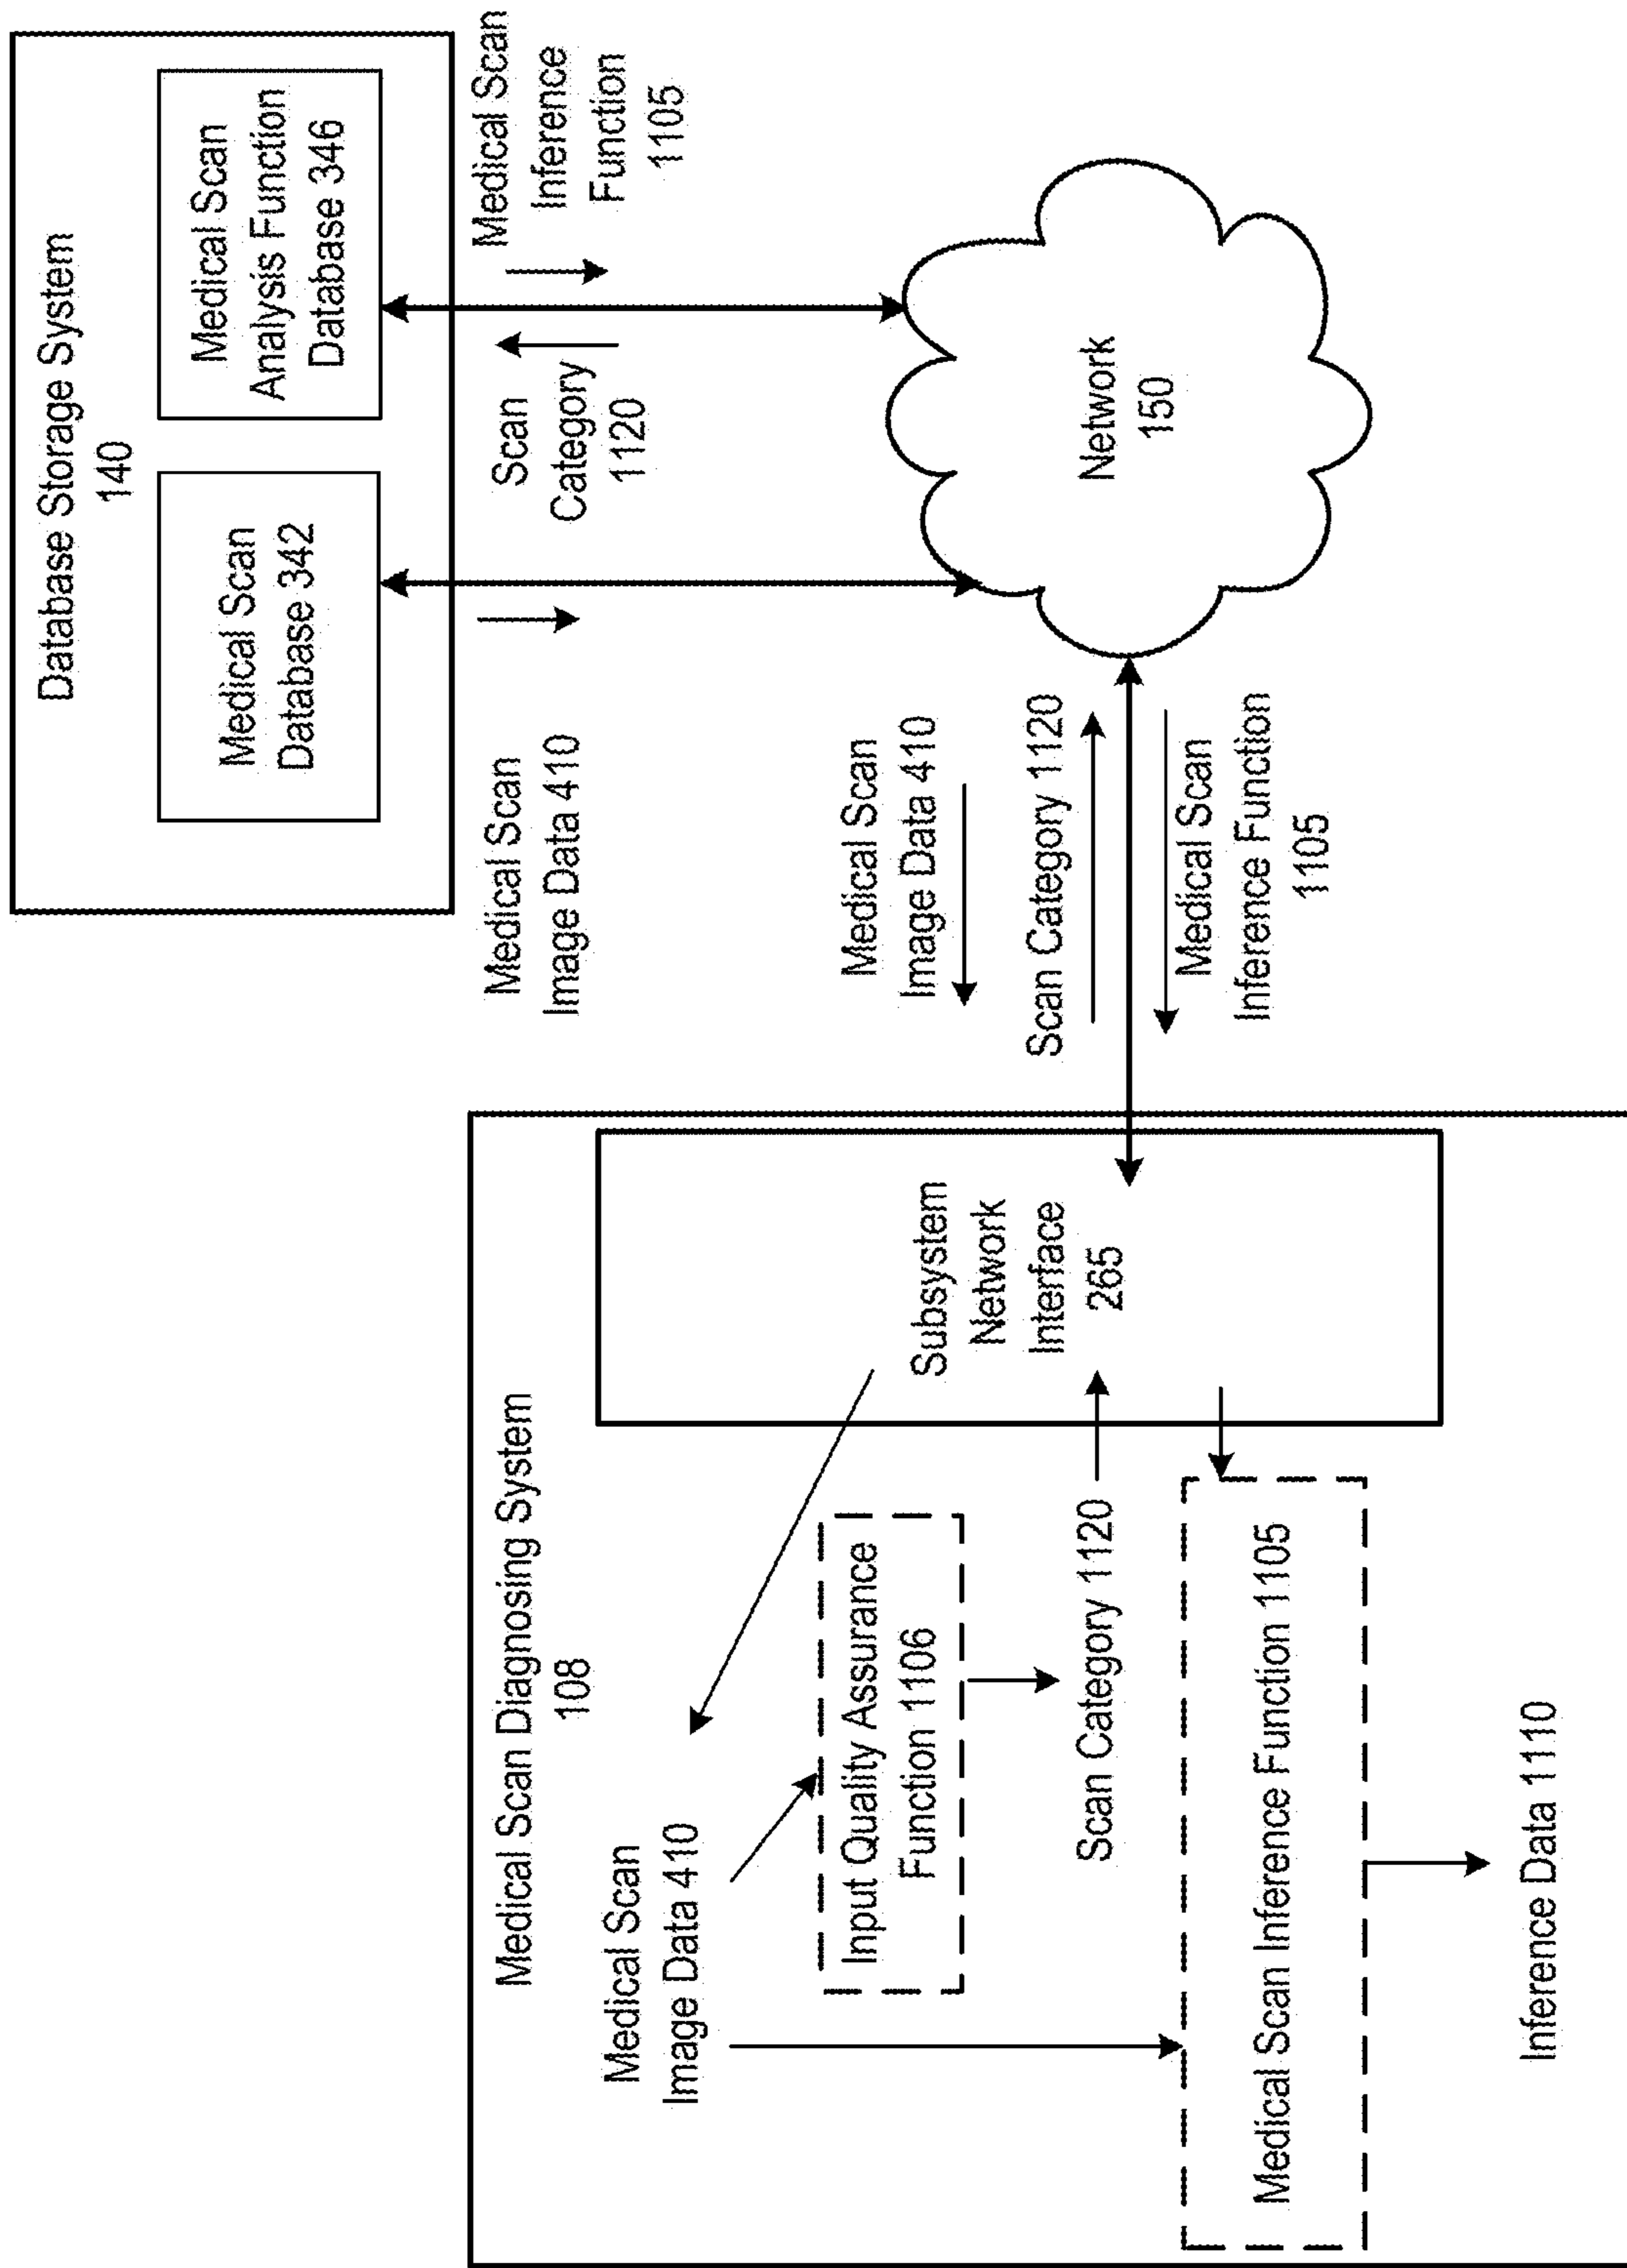 Database Storage System
140
Medical Scan
Database 342
Medical Scan
Analysis Function
Database 346
Medical Scan
Image Data 410
Scan
Category
1120
Medical Scan
Inference
Function
1105
Medical Scan Diagnosing System
108
Medical Scan
Image Data 410
Input Quality Assurance
Function 1106
Scan Category 1120
Medical Scan Inference Function 1105
Inference Data 1110
Subsystem
Network
Interface
265
Medical Scan
Image Data 410
Scan Category 1120
Medical Scan
Inference Function
1105
Network
150